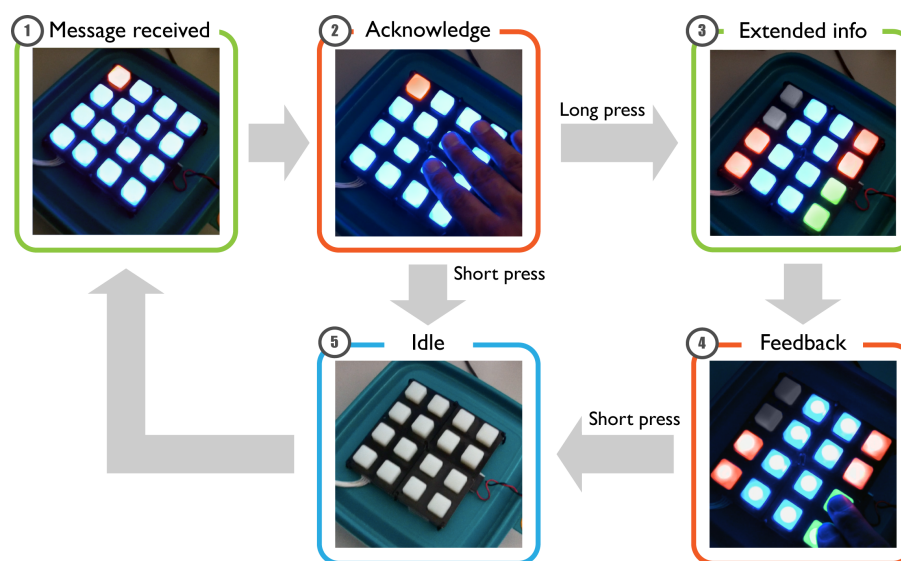 1 Message received
2 Acknowledge
3 Extended info
Long press
Short press
5 Idle
4 Feedback
Short press